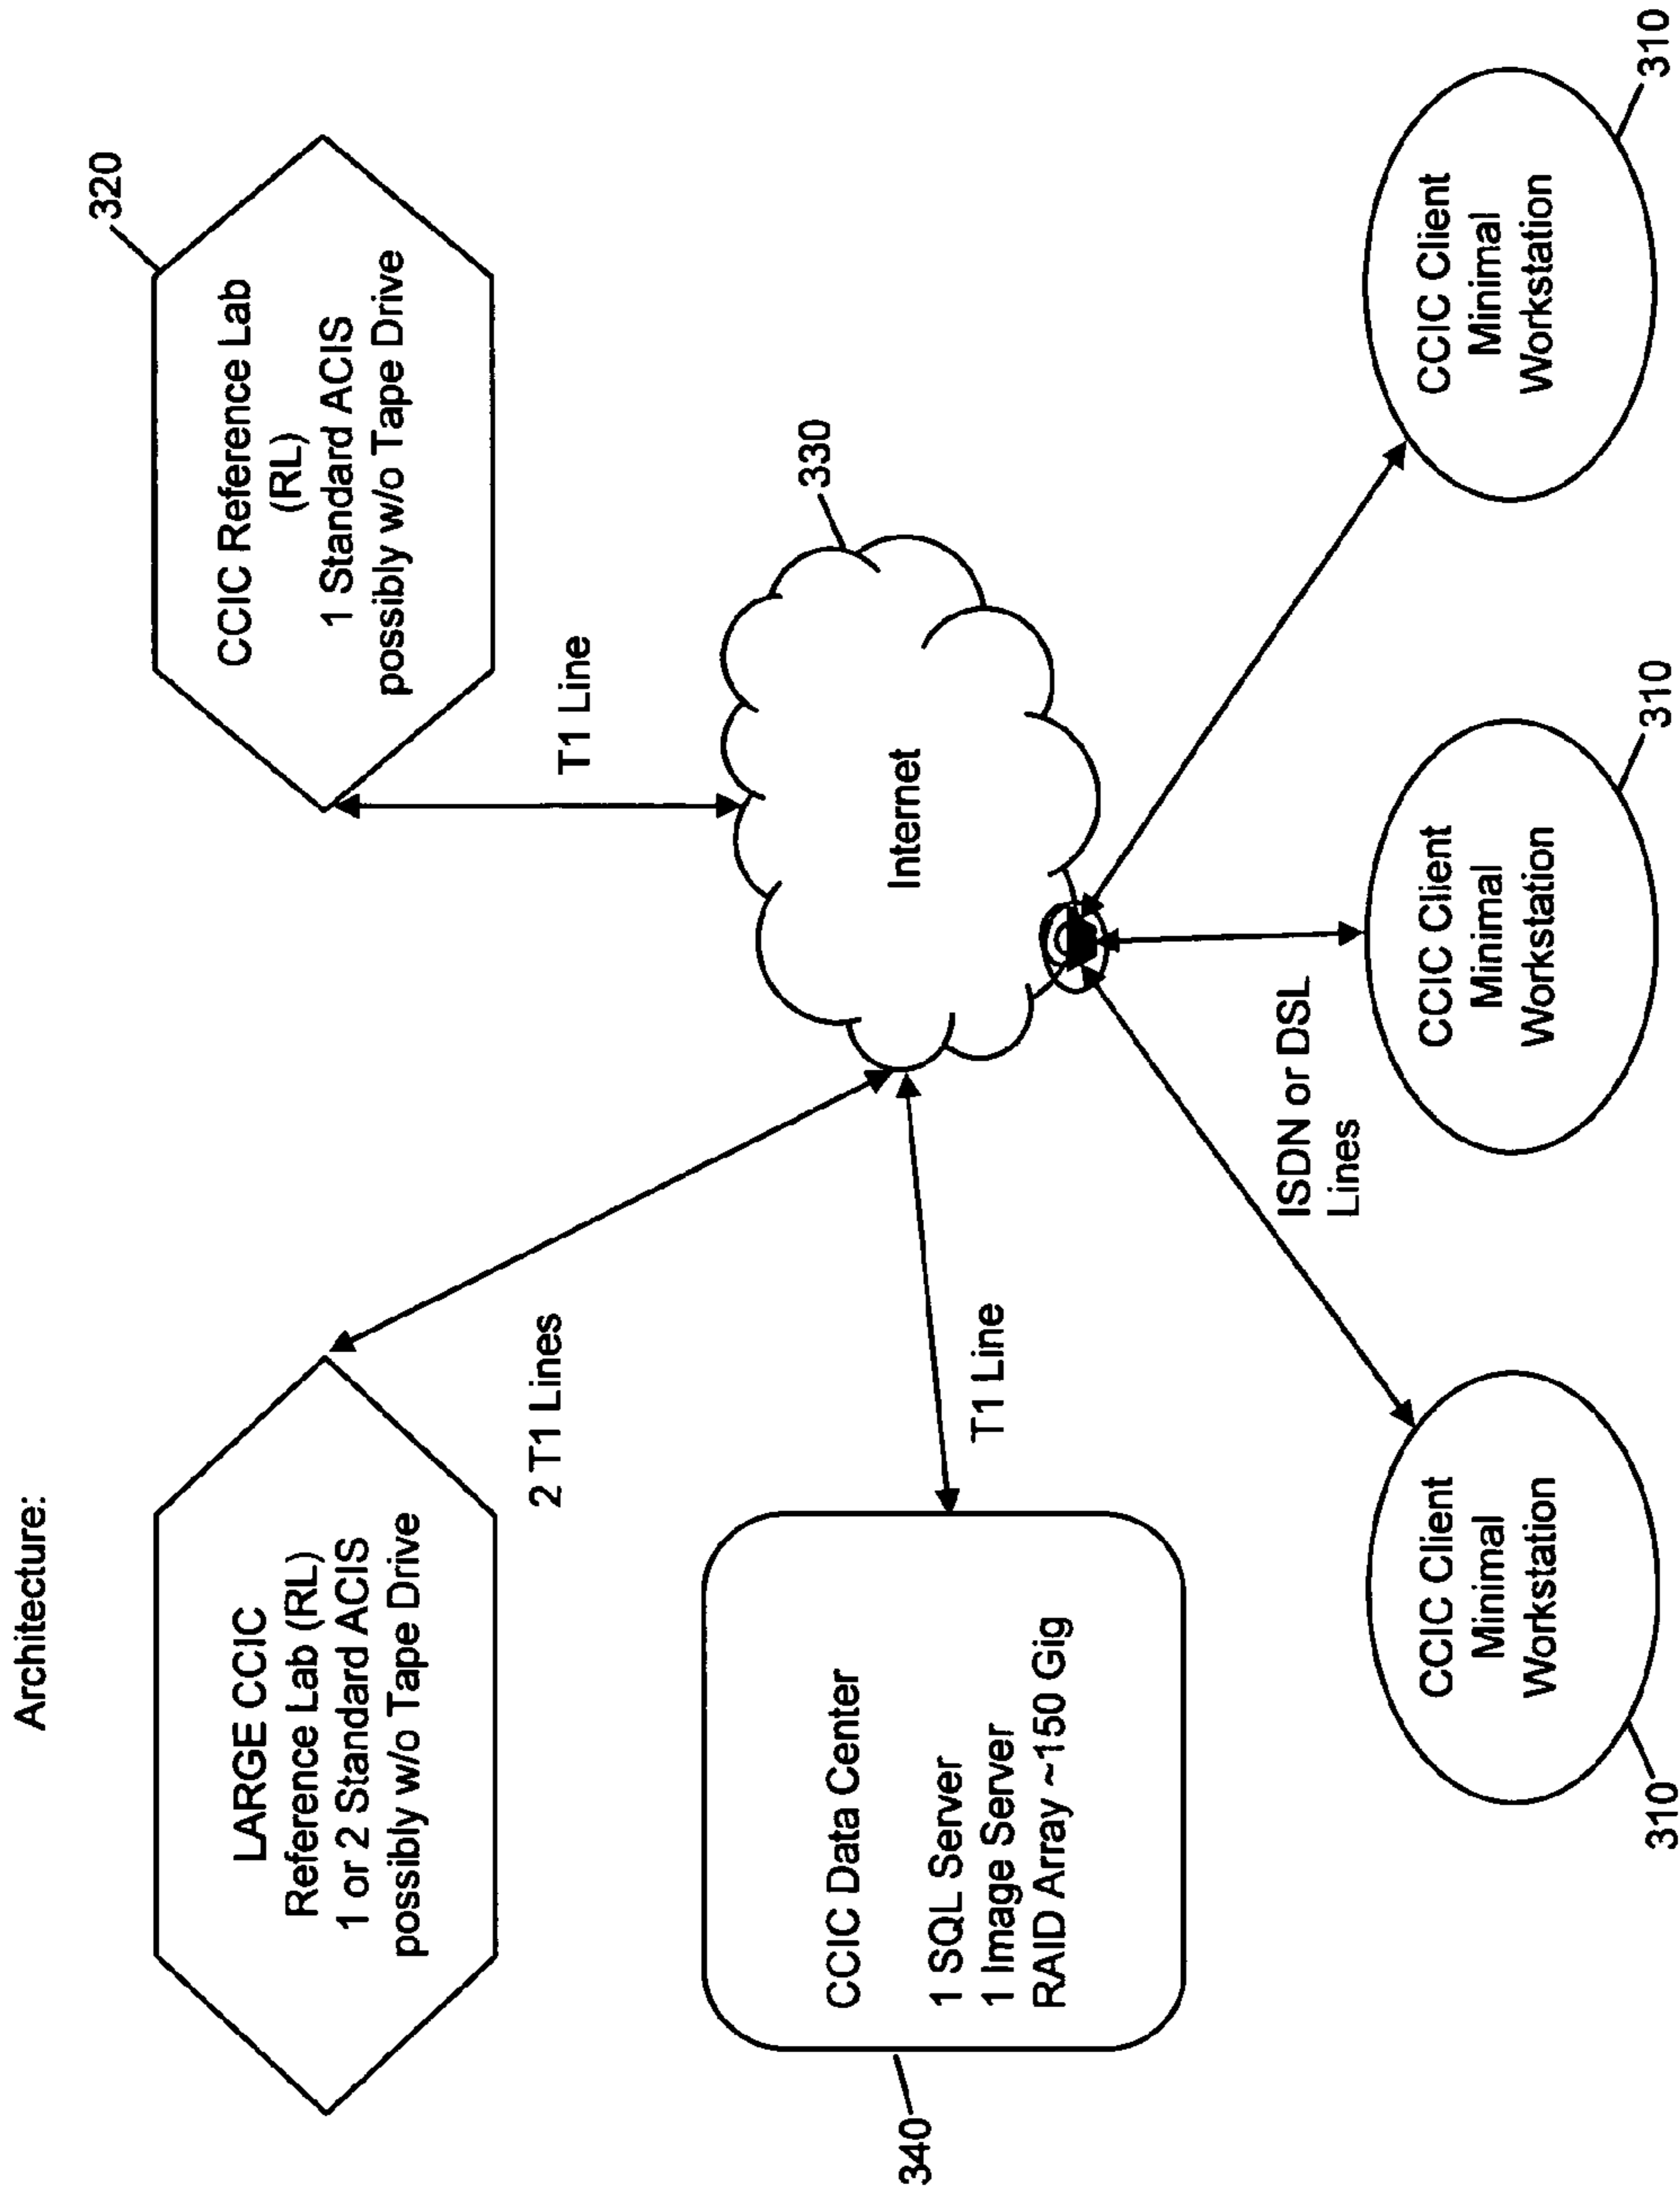 Architecture:
LARGE CCIC
Reference Lab (RL)
1 or 2 Standard ACIS
possibly w/o Tape Drive
2 T1 Lines
CCIC Reference Lab
(RL)
1 Standard ACIS
possibly w/o Tape Drive
320
T1 Line
Internet
330
CCIC Data Center
1 SQL Server
1 Image Server
RAID Array ~150 Gig
340
T1 Line
ISDN or DSL
Lines
CCIC Client
Minimal
Workstation
310
CCIC Client
Minimal
Workstation
310
CCIC Client
Minimal
Workstation
310